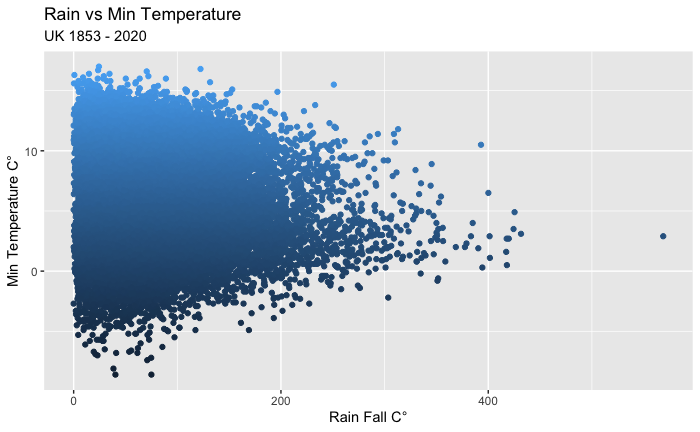 Rain vs Min Temperature
UK 1853 - 2020
Min Temperature C°
10
0
0
200
400
Rain Fall C°